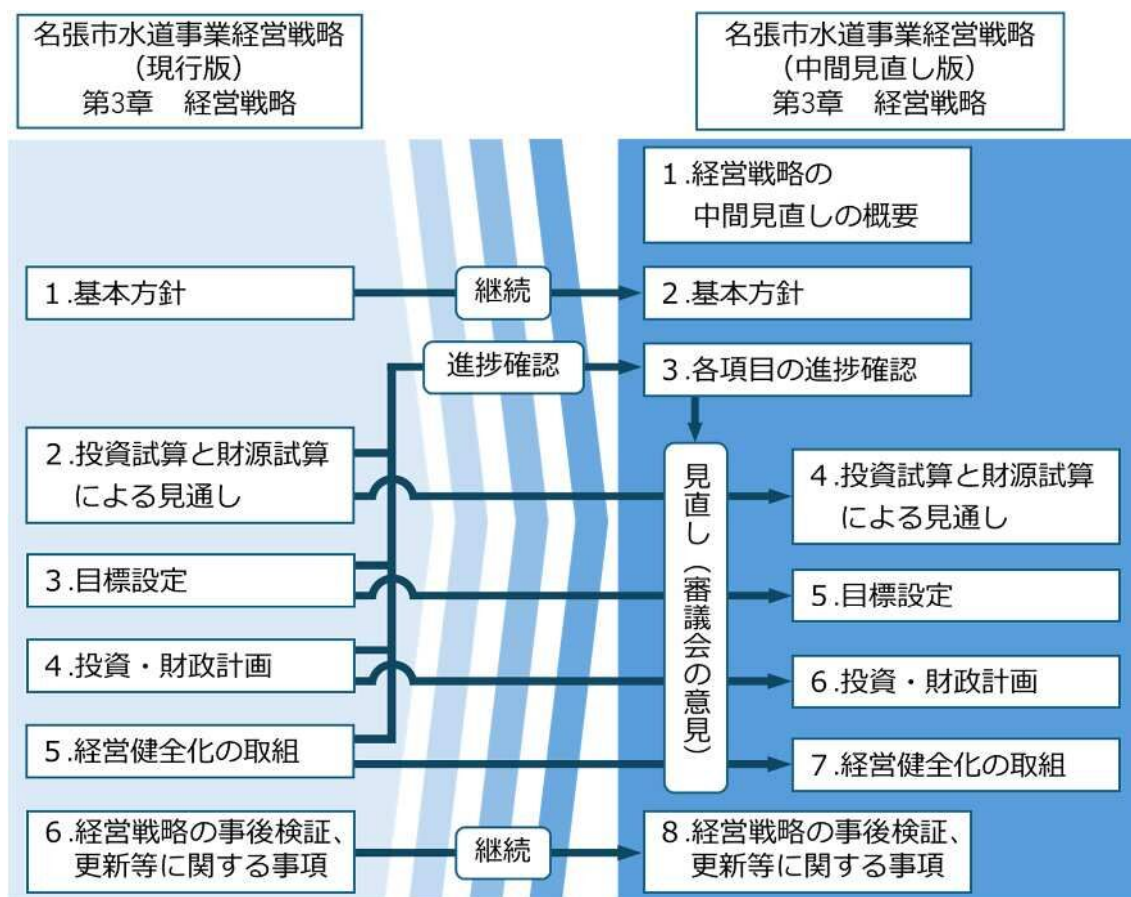 名張市水道事業経営戦略
（現行版）
第3章　経営戦略
名張市水道事業経営戦略
（中間見直し版）
第3章　経営戦略
1.経営戦略の
中間見直しの概要
1.基本方針
継続
2.基本方針
進捗確認
3.各項目の進捗確認
2.投資試算と財源試算
による見通し
見直し（審議会の意見）
4.投資試算と財源試算
による見通し
3.目標設定
5.目標設定
4.投資・財政計画
6.投資・財政計画
5.経営健全化の取組
7.経営健全化の取組
6.経営戦略の事後検証、
更新等に関する事項
継続
8.経営戦略の事後検証、
更新等に関する事項